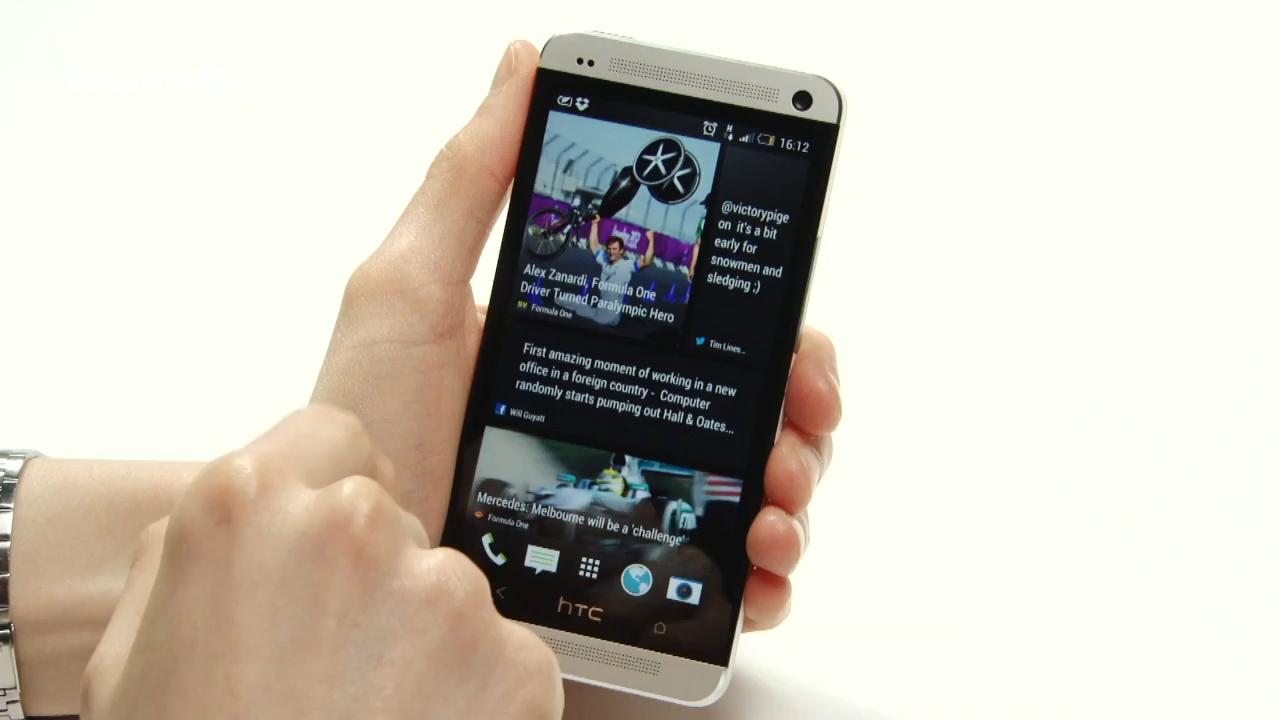 16:12
Alex Zanardi, Formula One
Driver Turned Paralympic Hero
Formula One
@victorypige
on it's a bit
early for
snowmen and
sledging ;)
Tim Lines...
First amazing moment of working in a new
office in a foreign country - Computer
randomly starts pumping out Hall & Oates...
Will Guyatt
Mercedes: Melbourne will be a 'challenge'
Formula One
hTC